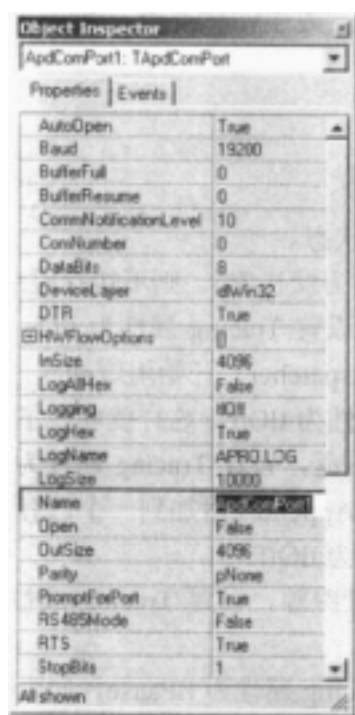 Object Inspector
ApdComPort1: TApdComPort
Properties Events
AutoOpen True
Baud 19200
BufferFull 0
BufferResume 0
CommNotificationLevel 10
ComNumber 0
DataBits 8
DeviceLayer dlWin32
DTR True
HWFlowOptions []
InSize 4096
LogAllHex False
Logging tlOff
LogHex True
LogName APRO.LOG
LogSize 10000
Name ApdComPort1
Open False
OutSize 4096
Parity pNone
PromptForPort True
RS485Mode False
RTS True
StopBits 1
All shown